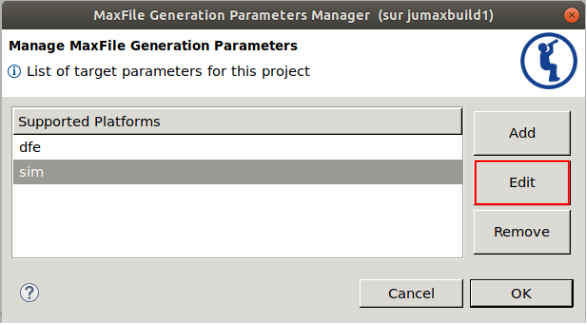 MaxFile Generation Parameters Manager (sur jumaxbuild1)
Manage MaxFile Generation Parameters
List of target parameters for this project
Supported Platforms
dfe
sim
Add
Edit
Remove
Cancel
OK